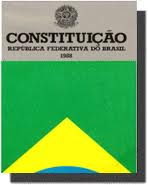 CONSTITUIÇÃO
REPÚBLICA FEDERATIVA DO BRASIL
1988